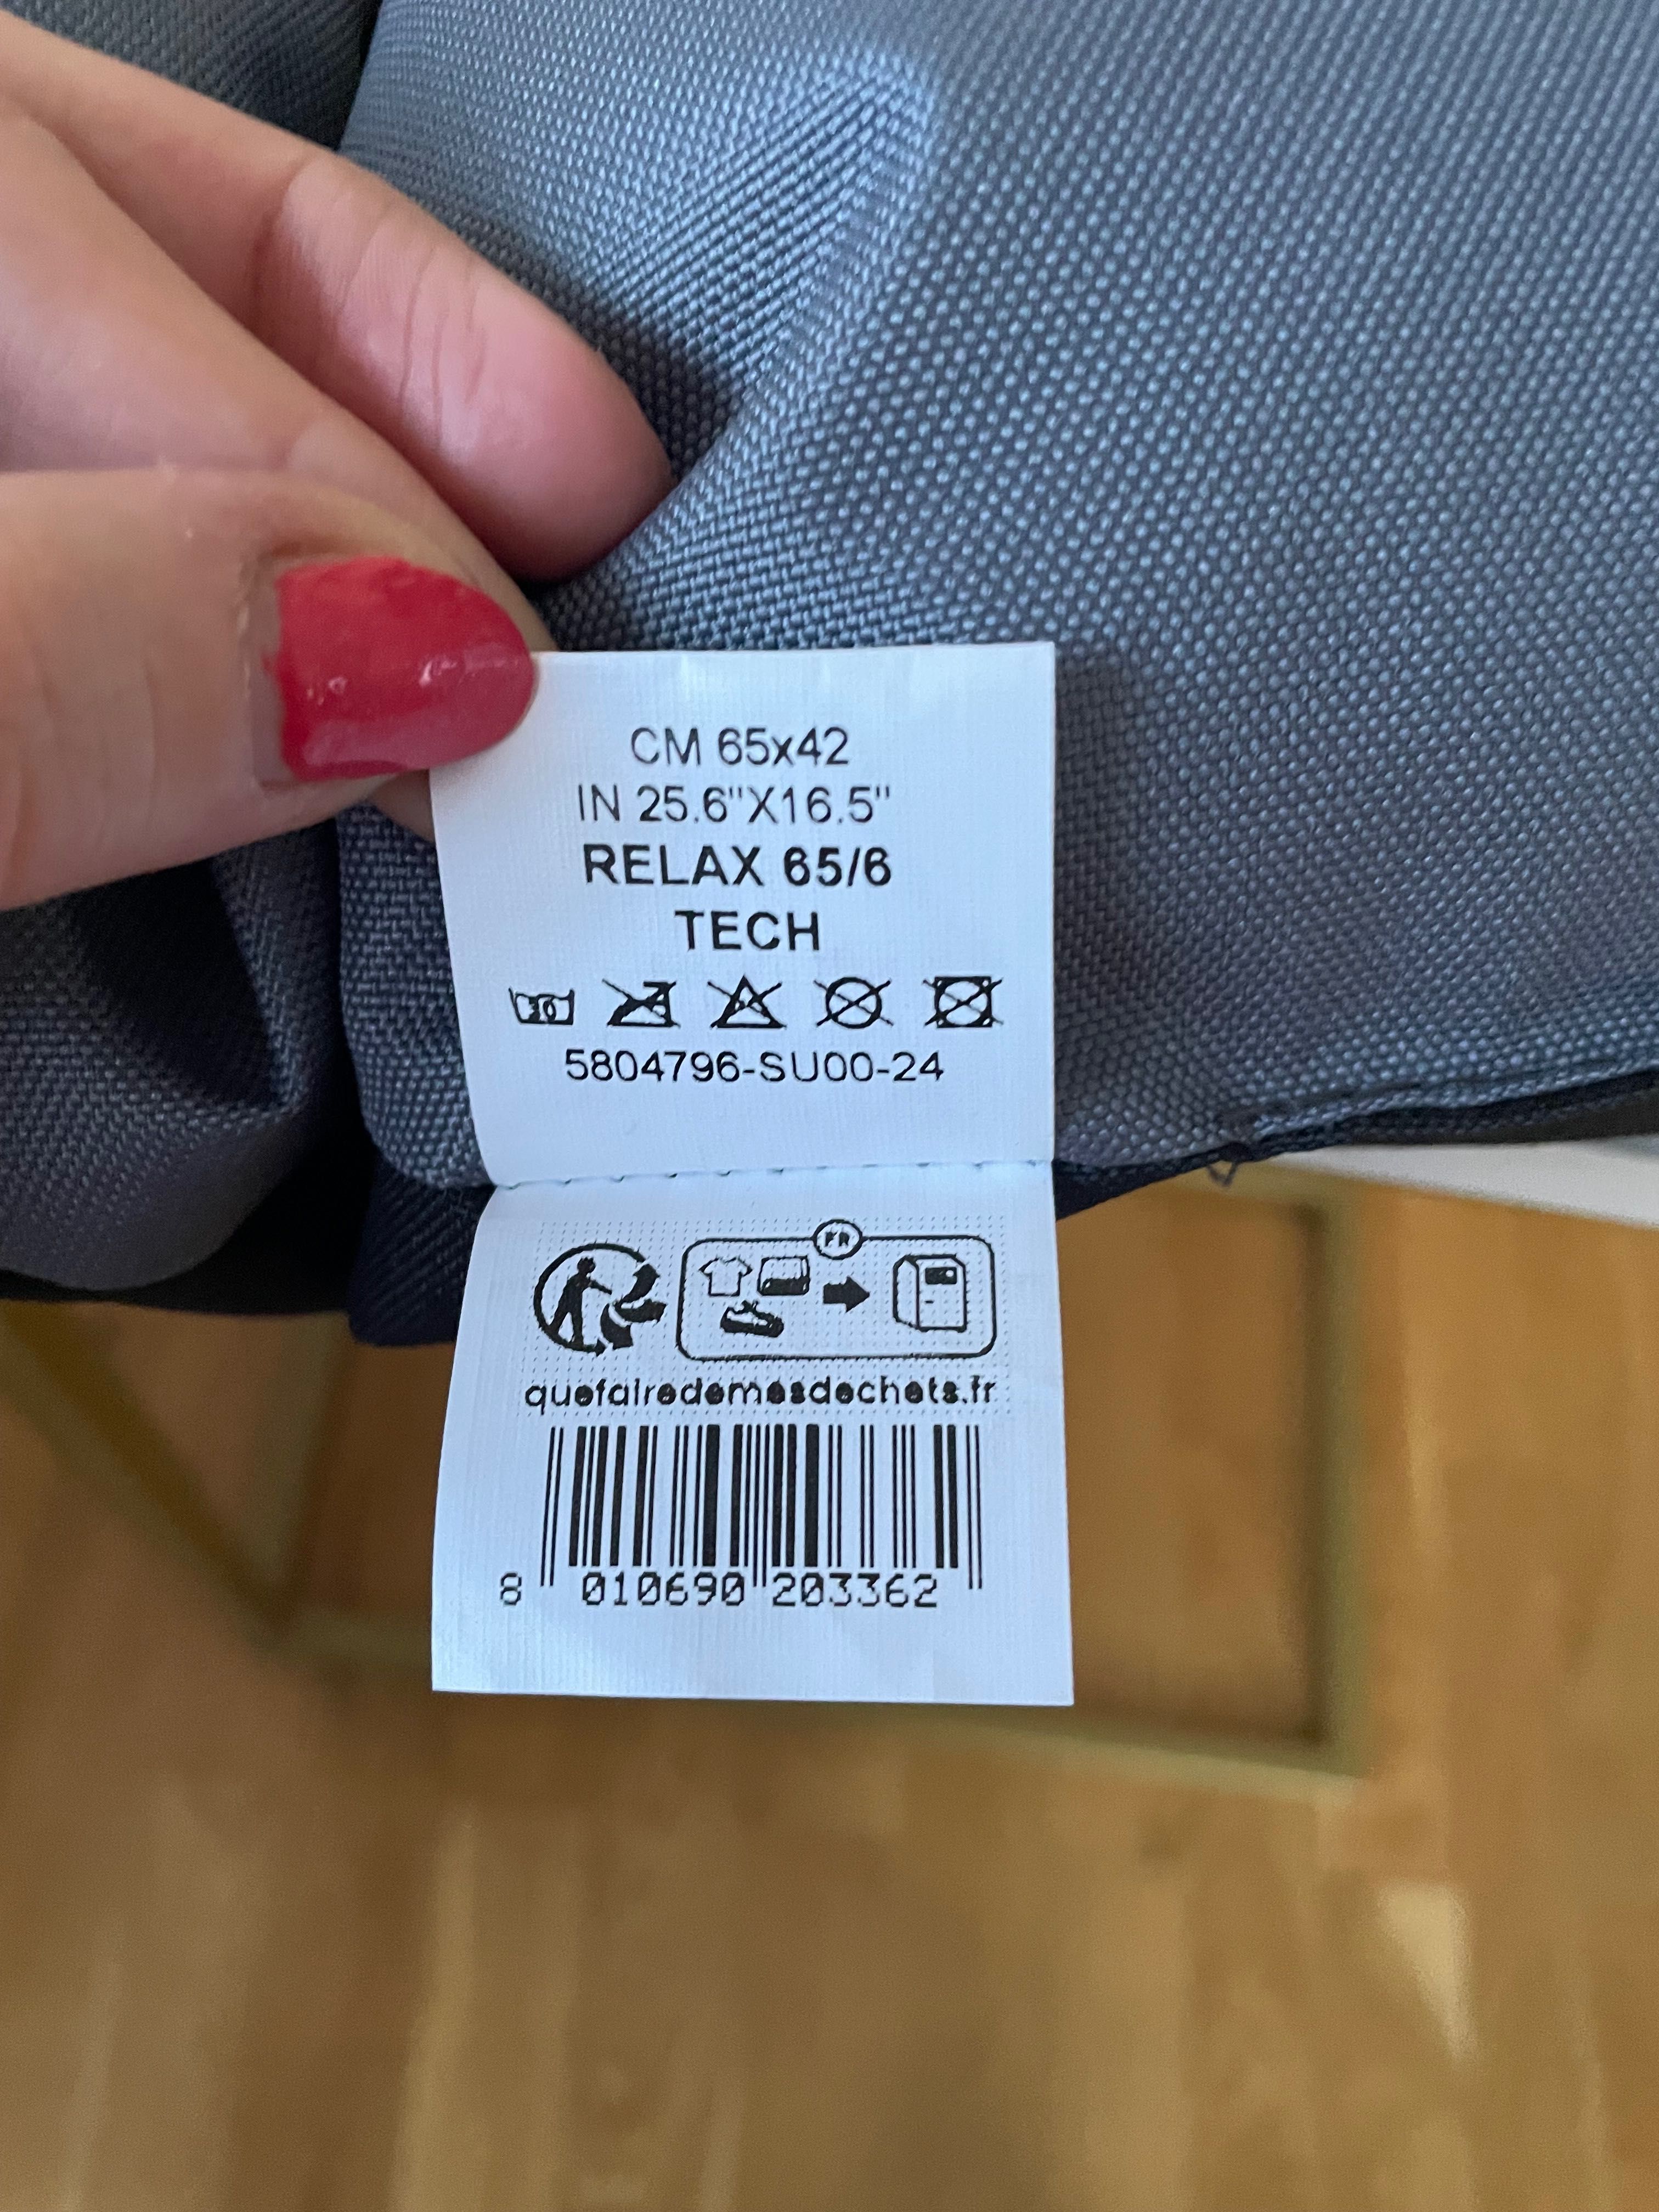 CM 65x42
IN 25.6"X16.5"
RELAX 65/6
TECH
30
5804796-SU00-24
FR
quefairedemesdechets.fr
8 010690 203362